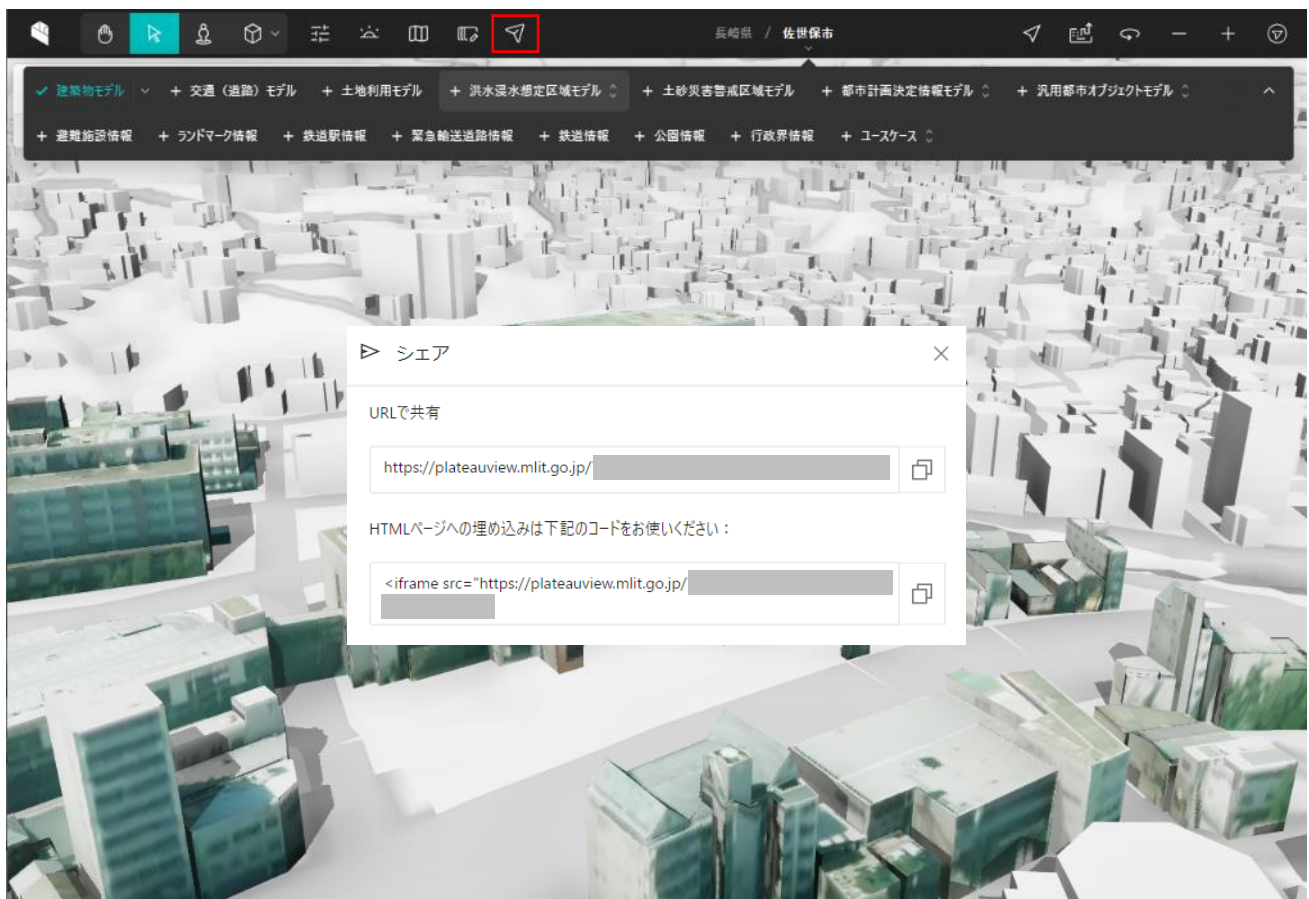 長崎県 / 佐世保市
建築物モデル + 交通（道路）モデル + 土地利用モデル + 洪水浸水想定区域モデル + 土砂災害警戒区域モデル + 都市計画決定情報モデル + 汎用都市オブジェクトモデル
+ 避難施設情報 + ランドマーク情報 + 鉄道駅情報 + 緊急輸送道路情報 + 鉄道情報 + 公園情報 + 行政界情報 + ユースケース
シェア
URLで共有
https://plateauview.mlit.go.jp/
HTMLページへの埋め込みは下記のコードをお使いください：
<iframe src="https://plateauview.mlit.go.jp/